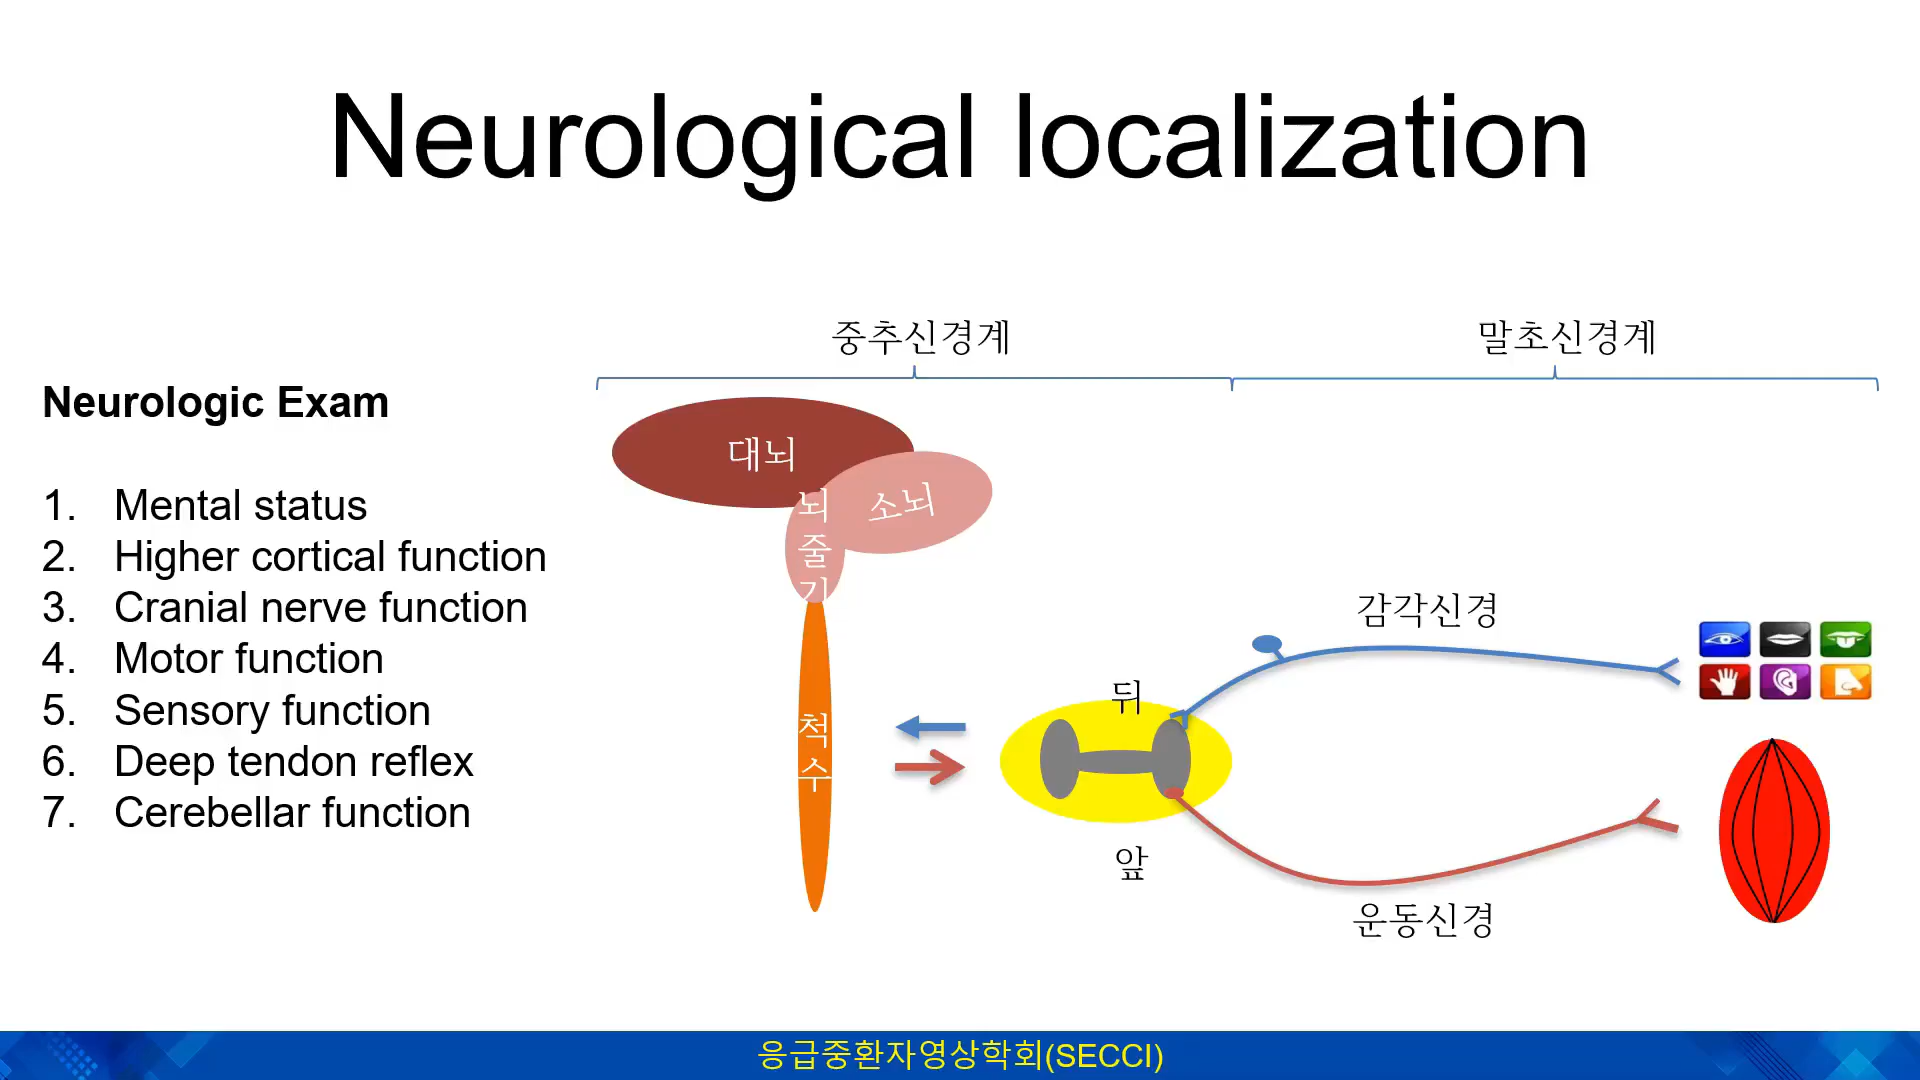 Neurological localization
중추신경계
말초신경계
Neurologic Exam
1. Mental status
2. Higher cortical function
3. Cranial nerve function
4. Motor function
5. Sensory function
6. Deep tendon reflex
7. Cerebellar function
대뇌
소뇌
뇌
줄
기
척
수
뒤
앞
감각신경
운동신경
응급중환자영상학회(SECCI)